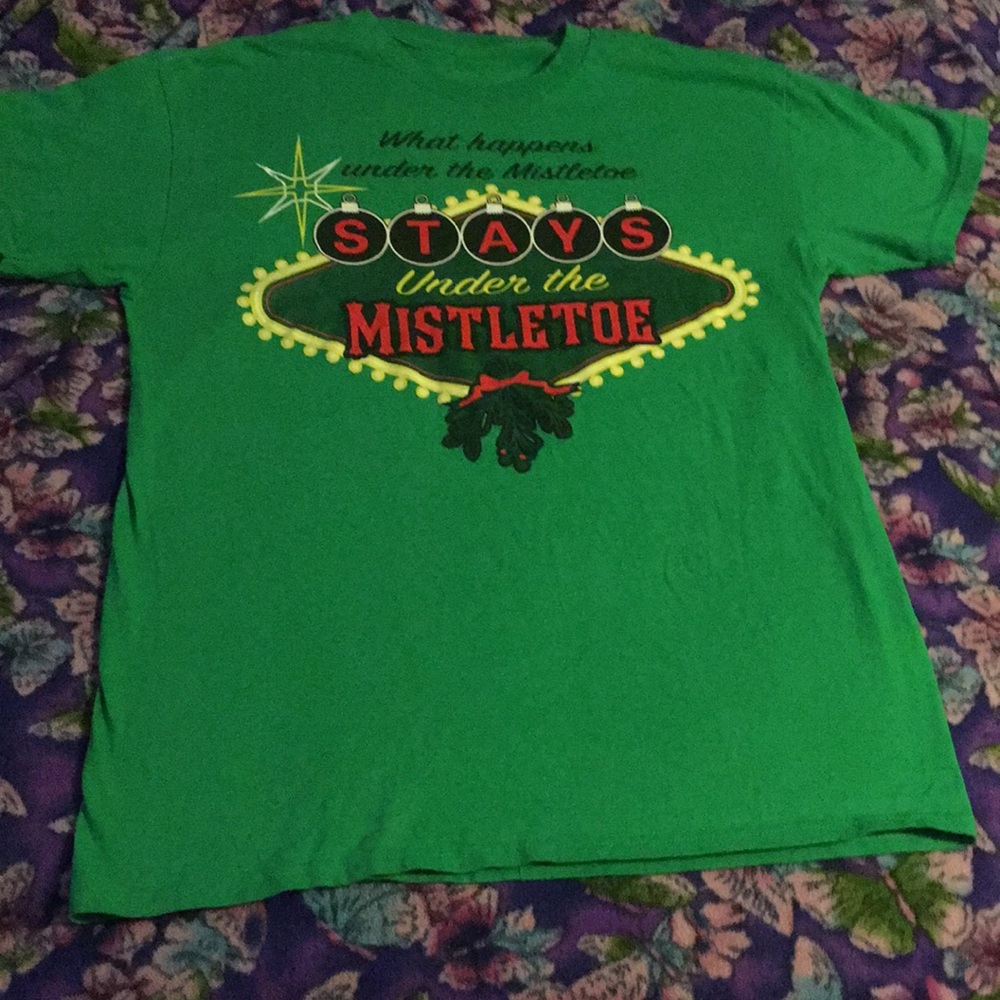 What happens
under the Mistletoe
STAYS
Under the
MISTLETOE